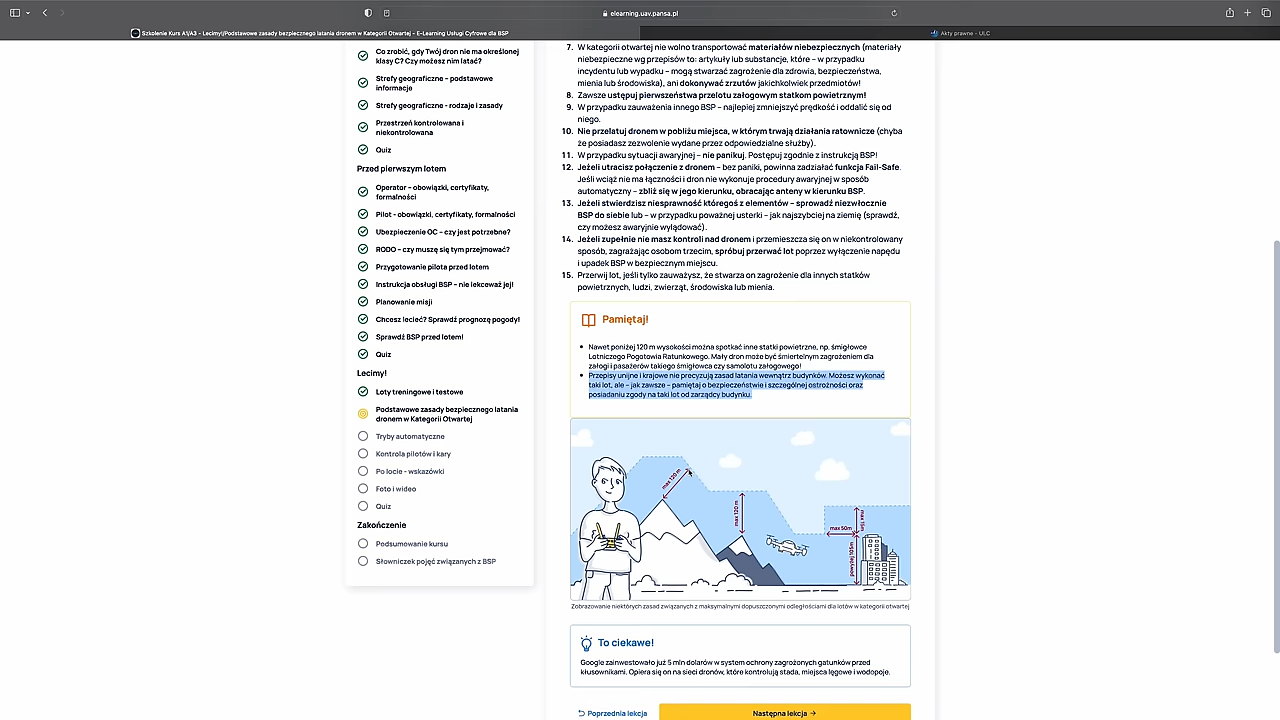 elearning.uav.pansa.pl
Szkolenie Kurs A1/A3 – Lecimy!/Podstawowe zasady bezpiecznego latania dronem w Kategorii Otwartej – E-Learning Usługi Cyfrowe dla BSP
Akty prawne – ULC
Co zrobić, gdy Twój dron nie ma określonej
klasy C? Czy możesz nim latać?
Strefy geograficzne – podstawowe
informacje
Strefy geograficzne - rodzaje i zasady
Przestrzeń kontrolowana i
niekontrolowana
Quiz
Przed pierwszym lotem
Operator – obowiązki, certyfikaty,
formalności
Pilot - obowiązki, certyfikaty, formalności
Ubezpieczenie OC – czy jest potrzebne?
RODO – czy muszę się tym przejmować?
Przygotowanie pilota przed lotem
Instrukcja obsługi BSP – nie lekceważ jej!
Planowanie misji
Chcesz lecieć? Sprawdź prognozę pogody!
Sprawdź BSP przed lotem!
Quiz
Lecimy!
Loty treningowe i testowe
Podstawowe zasady bezpiecznego latania
dronem w Kategorii Otwartej
Tryby automatyczne
Kontrola pilotów i kary
Po locie - wskazówki
Foto i wideo
Quiz
Zakończenie
Podsumowanie kursu
Słowniczek pojęć związanych z BSP
7. W kategorii otwartej nie wolno transportować materiałów niebezpiecznych (materiały
niebezpieczne wg przepisów to: artykuły lub substancje, które – w przypadku
incydentu lub wypadku – mogą stwarzać zagrożenie dla zdrowia, bezpieczeństwa,
mienia lub środowiska), ani dokonywać zrzutów jakichkolwiek przedmiotów!
8. Zawsze ustępuj pierwszeństwa przelotu załogowym statkom powietrznym!
9. W przypadku zauważenia innego BSP – najlepiej zmniejszyć prędkość i oddalić się od
niego.
10. Nie przelatuj dronem w pobliżu miejsca, w którym trwają działania ratownicze (chyba
że posiadasz zezwolenie wydane przez odpowiedzialne służby).
11. W przypadku sytuacji awaryjnej – nie panikuj. Postępuj zgodnie z instrukcją BSP!
12. Jeżeli utracisz połączenie z dronem – bez paniki, powinna zadziałać funkcja Fail-Safe.
Jeśli wciąż nie ma łączności i dron nie wykonuje procedury awaryjnej w sposób
automatyczny – zbliż się w jego kierunku, obracając anteny w kierunku BSP.
13. Jeżeli stwierdzisz niesprawność któregoś z elementów – sprowadź niezwłocznie
BSP do siebie lub – w przypadku poważnej usterki – jak najszybciej na ziemię (sprawdź,
czy możesz awaryjnie wylądować).
14. Jeżeli zupełnie nie masz kontroli nad dronem i przemieszcza się on w niekontrolowany
sposób, zagrażając osobom trzecim, spróbuj przerwać lot poprzez wyłączenie napędu
i upadek BSP w bezpiecznym miejscu.
15. Przerwij lot, jeśli tylko zauważysz, że stwarza on zagrożenie dla innych statków
powietrznych, ludzi, zwierząt, środowiska lub mienia.
Pamiętaj!
Nawet poniżej 120 m wysokości można spotkać inne statki powietrzne, np. śmigłowce
Lotniczego Pogotowia Ratunkowego. Mały dron może być śmiertelnym zagrożeniem dla
załogi i pasażerów takiego śmigłowca czy samolotu załogowego!
Przepisy unijne i krajowe nie precyzują zasad latania wewnątrz budynków. Możesz wykonać
taki lot, ale – jak zawsze – pamiętaj o bezpieczeństwie i szczególnej ostrożności oraz
posiadaniu zgody na taki lot od zarządcy budynku.
max 120 m
max 120 m
max 50m
max 15m
powyżej 105m
Zobrazowanie niektórych zasad związanych z maksymalnymi dopuszczonymi odległościami dla lotów w kategorii otwartej
To ciekawe!
Google zainwestowało już 5 mln dolarów w system ochrony zagrożonych gatunków przed
kłusownikami. Opiera się on na sieci dronów, które kontrolują stada, miejsca lęgowe i wodopoje.
Poprzednia lekcja
Następna lekcja →